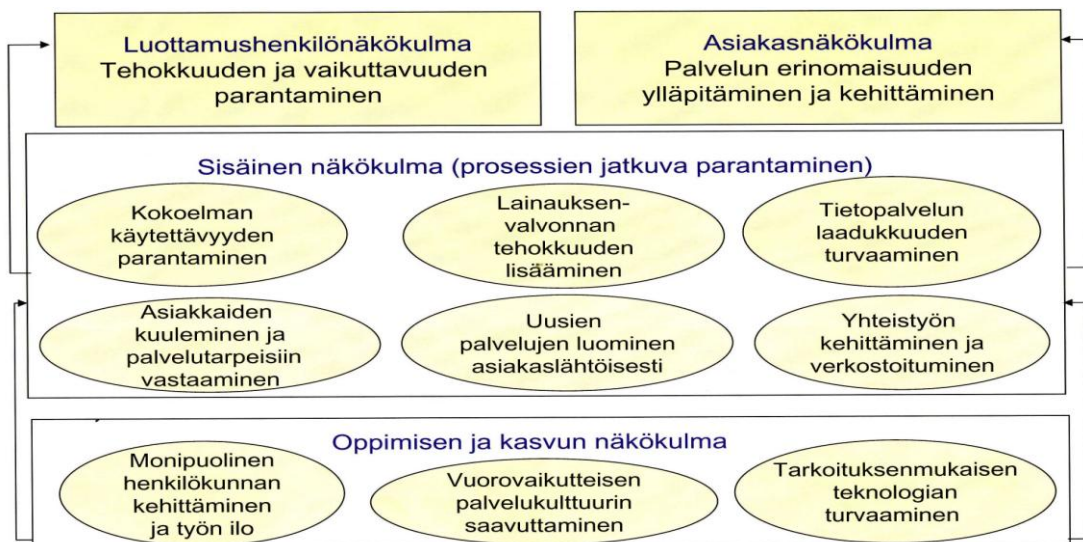 Luottamushenkilönäkökulma
Tehokkuuden ja vaikuttavuuden
parantaminen
Asiakasnäkökulma
Palvelun erinomaisuuden
ylläpitäminen ja kehittäminen
Sisäinen näkökulma (prosessien jatkuva parantaminen)
Kokoelman
käytettävyyden
parantaminen
Lainauksen-
valvonnan
tehokkuuden
lisääminen
Tietopalvelun
laadukkuuden
turvaaminen
Asiakkaiden
kuuleminen ja
palvelutarpeisiin
vastaaminen
Uusien
palvelujen luominen
asiakaslähtöisesti
Yhteistyön
kehittäminen ja
verkostoituminen
Oppimisen ja kasvun näkökulma
Monipuolinen
henkilökunnan
kehittäminen
ja työn ilo
Vuorovaikutteisen
palvelukulttuurin
saavuttaminen
Tarkoituksenmukaisen
teknologian
turvaaminen